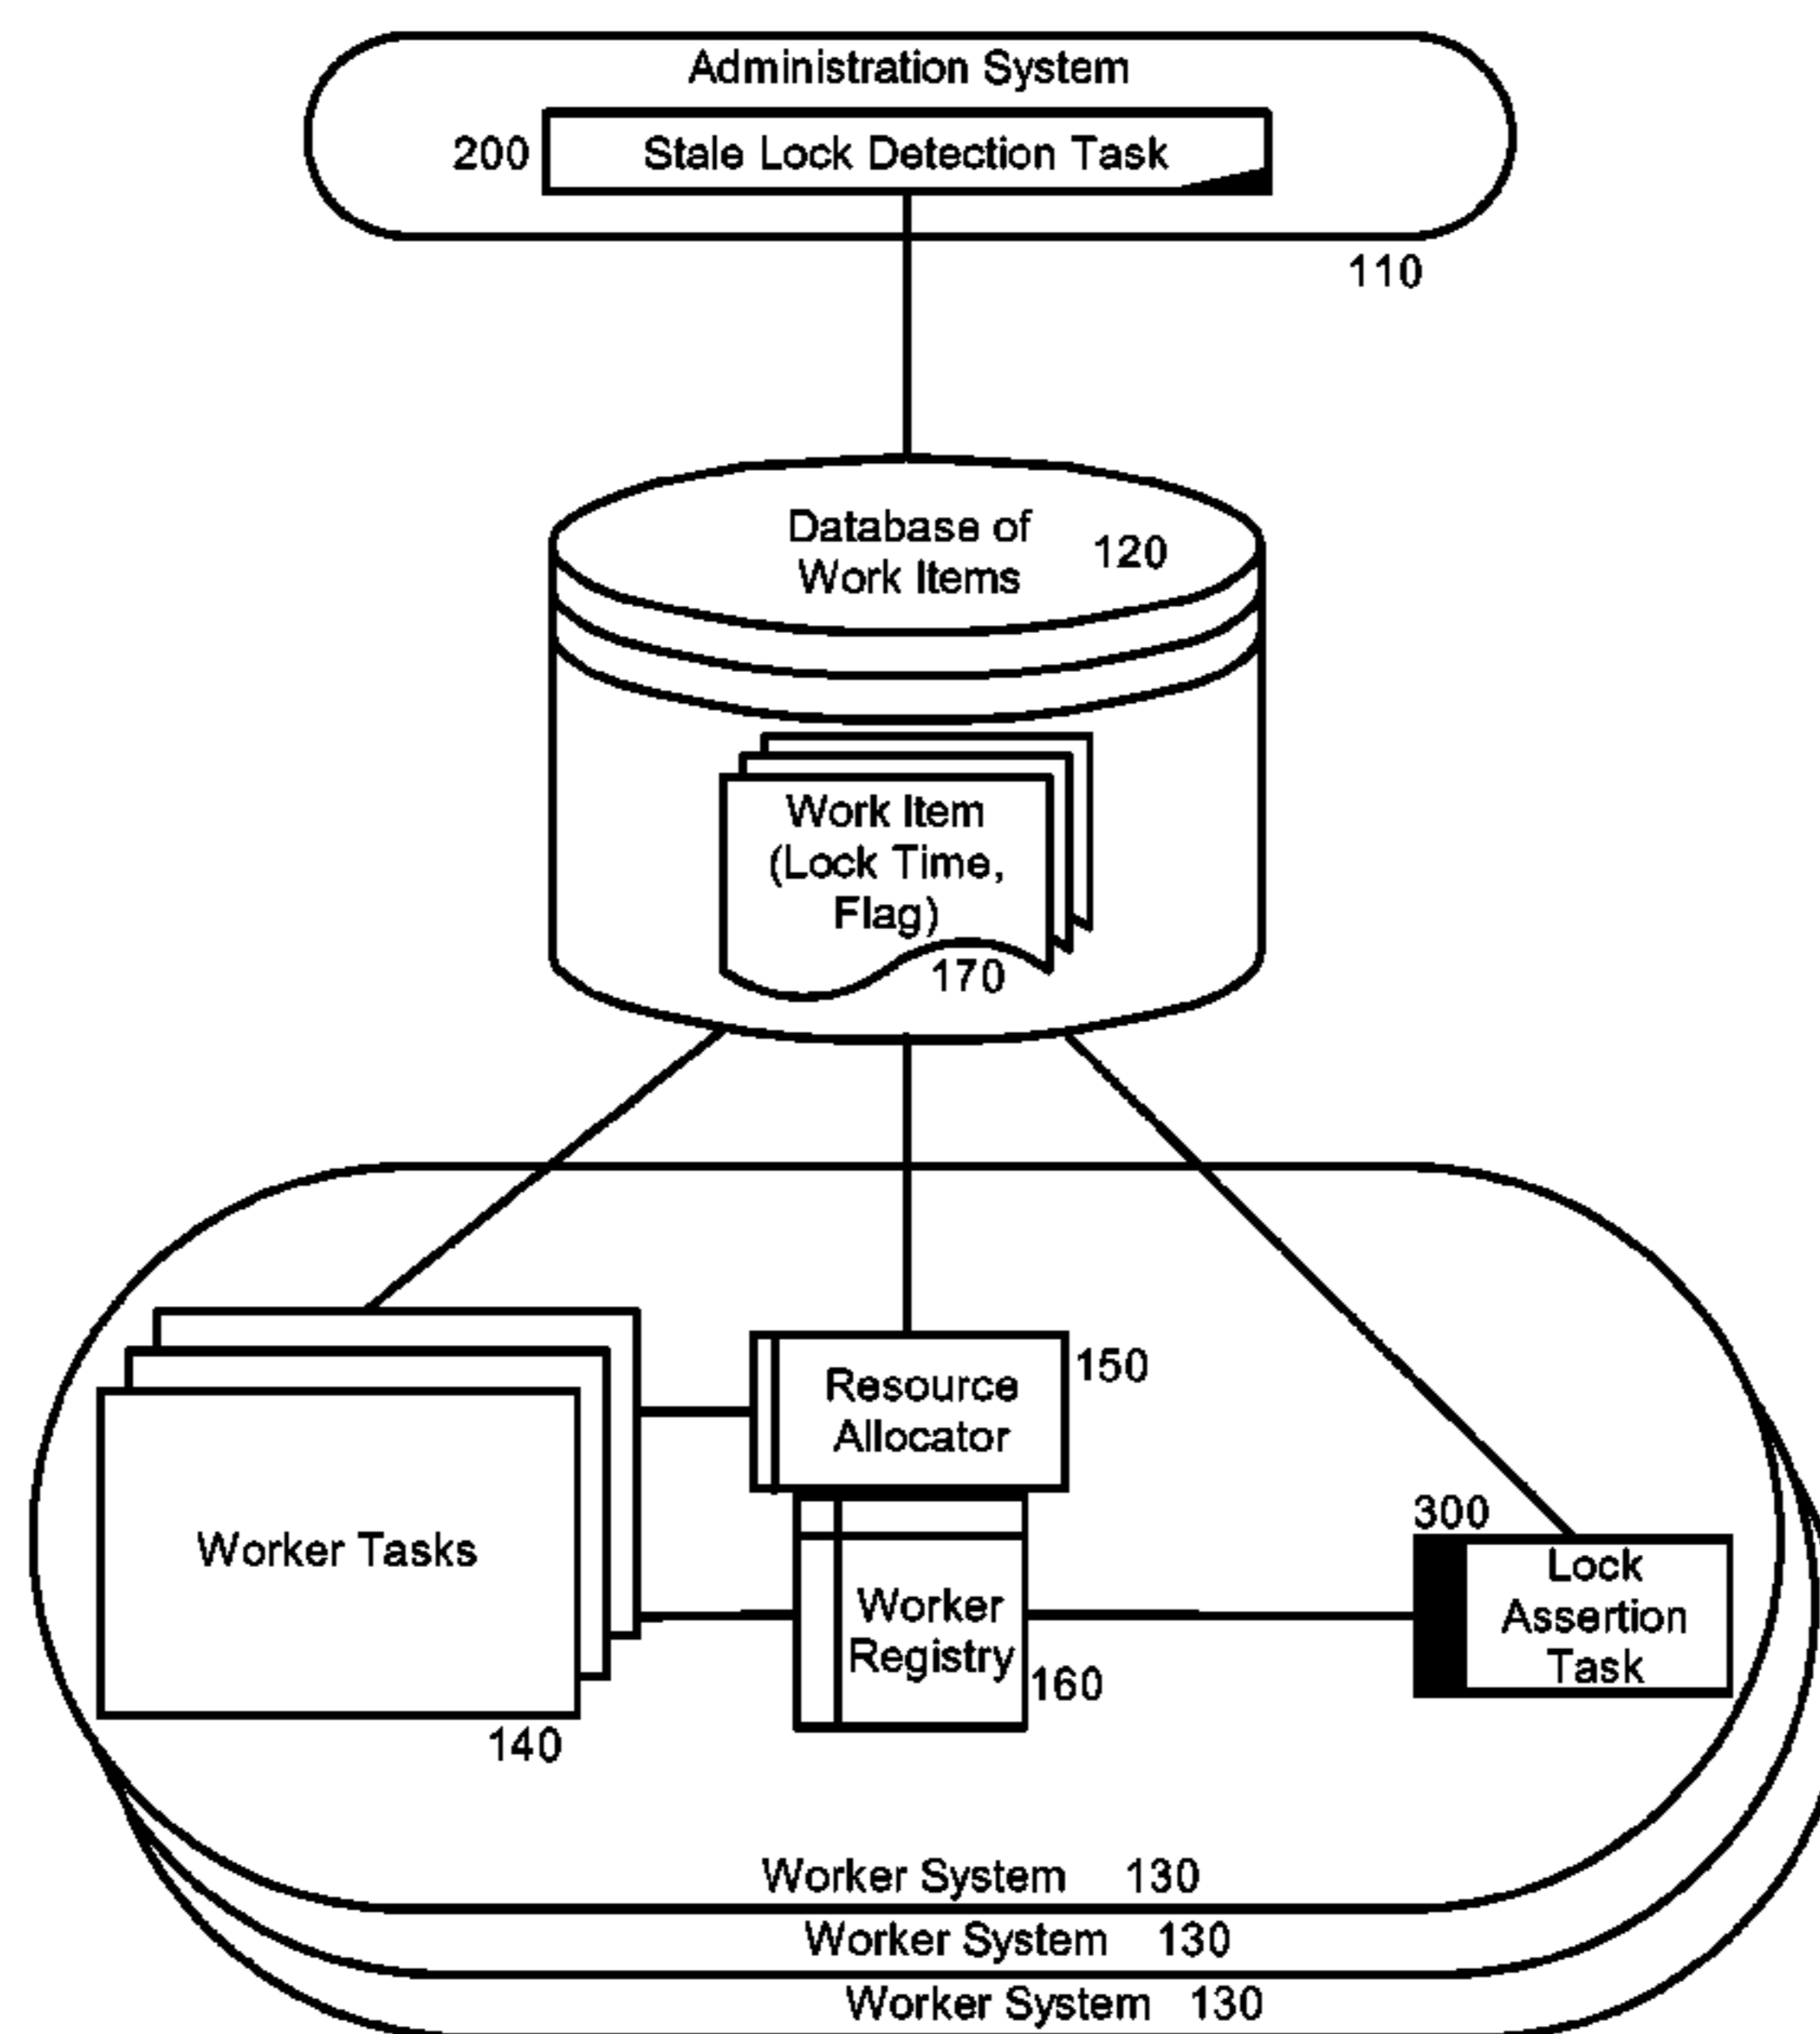 Administration System
200 Stale Lock Detection Task
110
Database of
Work Items
120
Work Item
(Lock Time,
Flag)
170
Resource
Allocator
150
Worker Tasks
140
Worker
Registry
160
300
Lock
Assertion
Task
Worker System 130
Worker System 130
Worker System 130